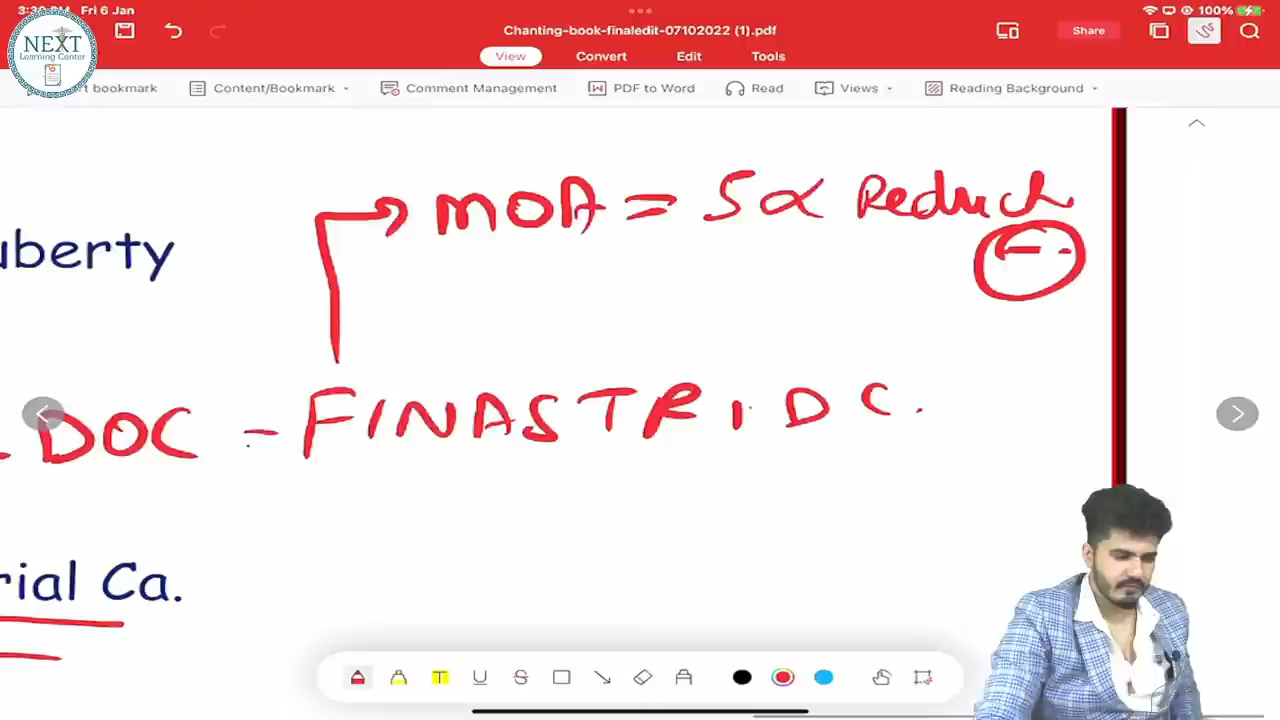 3:30 PM Fri 6 Jan
100%
NEXT
Learning Center
Chanting-book-finaledit-07102022 (1).pdf
Share
View Convert Edit Tools
bookmark Content/Bookmark Comment Management PDF to Word Read Views Reading Background
MOA = 5α Reduct
uberty
DOC - FINASTRIDE.
rial Ca.
T U S A